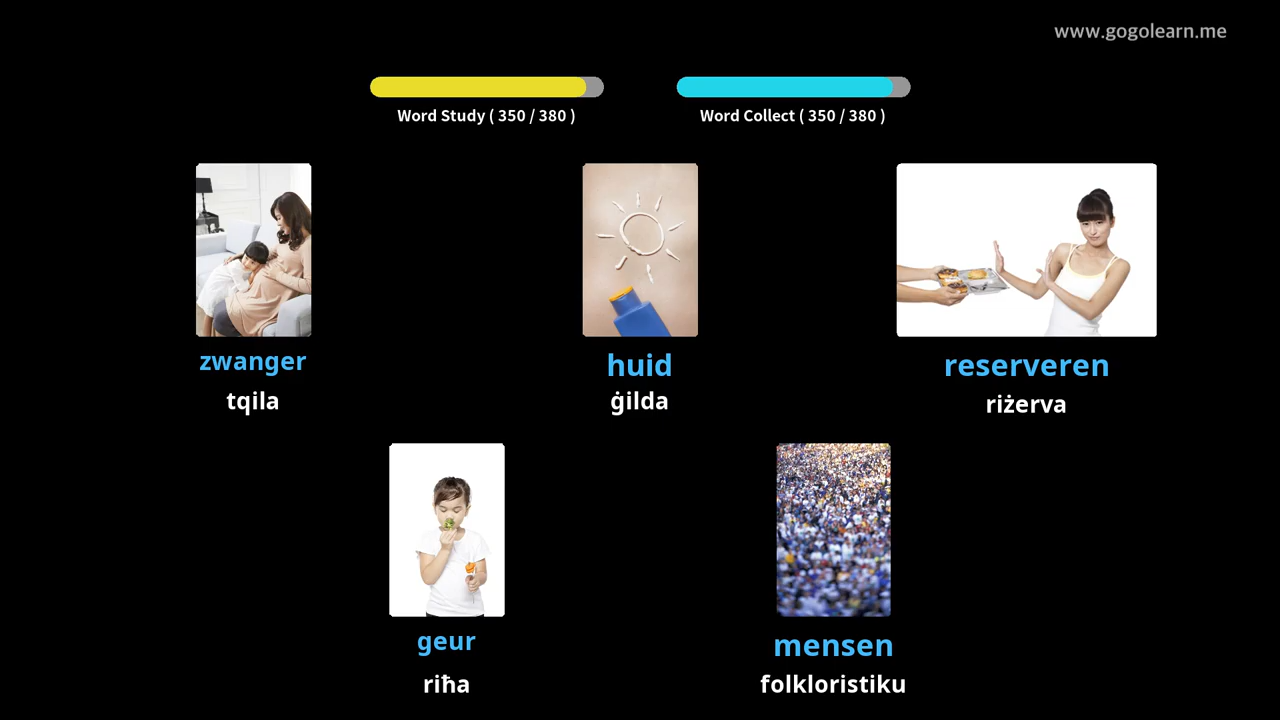 www.gogolearn.me
Word Study ( 350 / 380 )
Word Collect ( 350 / 380 )
zwanger
tqila
huid
ġilda
reserveren
riżerva
geur
riħa
mensen
folkloristiku